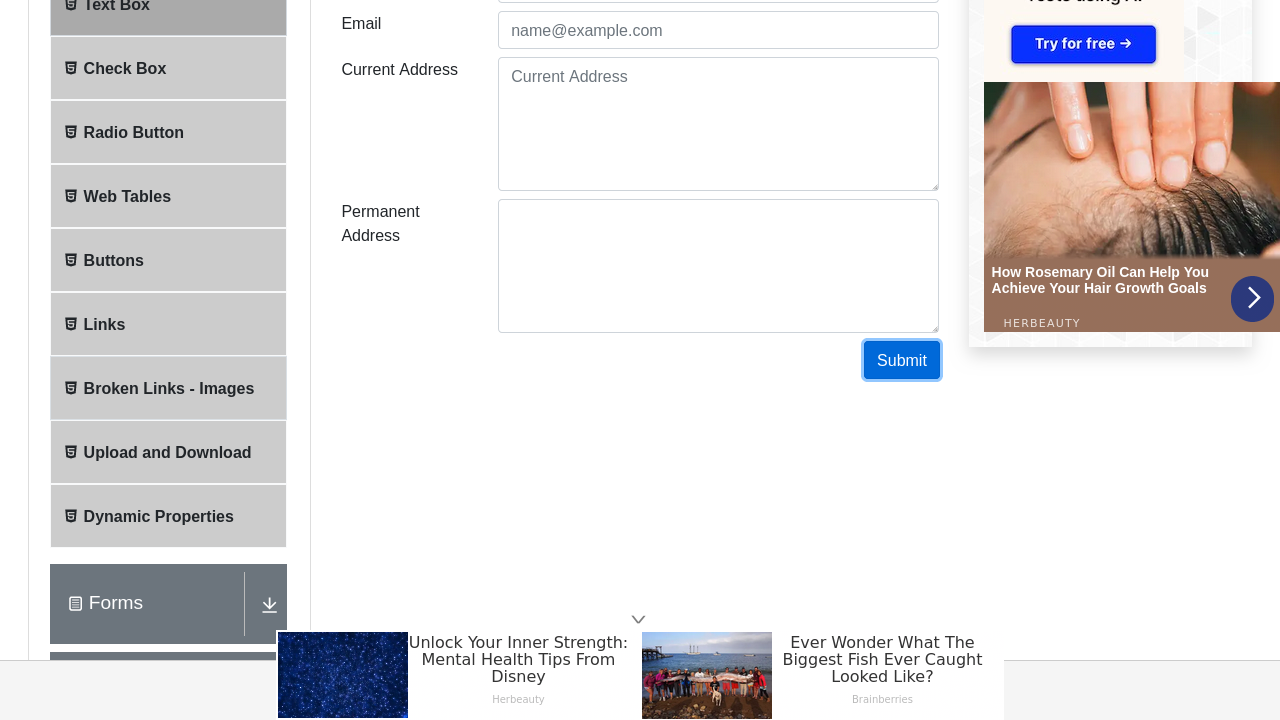 Text Box
Check Box
Radio Button
Web Tables
Buttons
Links
Broken Links - Images
Upload and Download
Dynamic Properties
Forms
Email
name@example.com
Current Address
Current Address
Permanent
Address
Submit
Try for free →
How Rosemary Oil Can Help You
Achieve Your Hair Growth Goals
HERBEAUTY
Unlock Your Inner Strength:
Mental Health Tips From
Disney
Herbeauty
Ever Wonder What The
Biggest Fish Ever Caught
Looked Like?
Brainberries